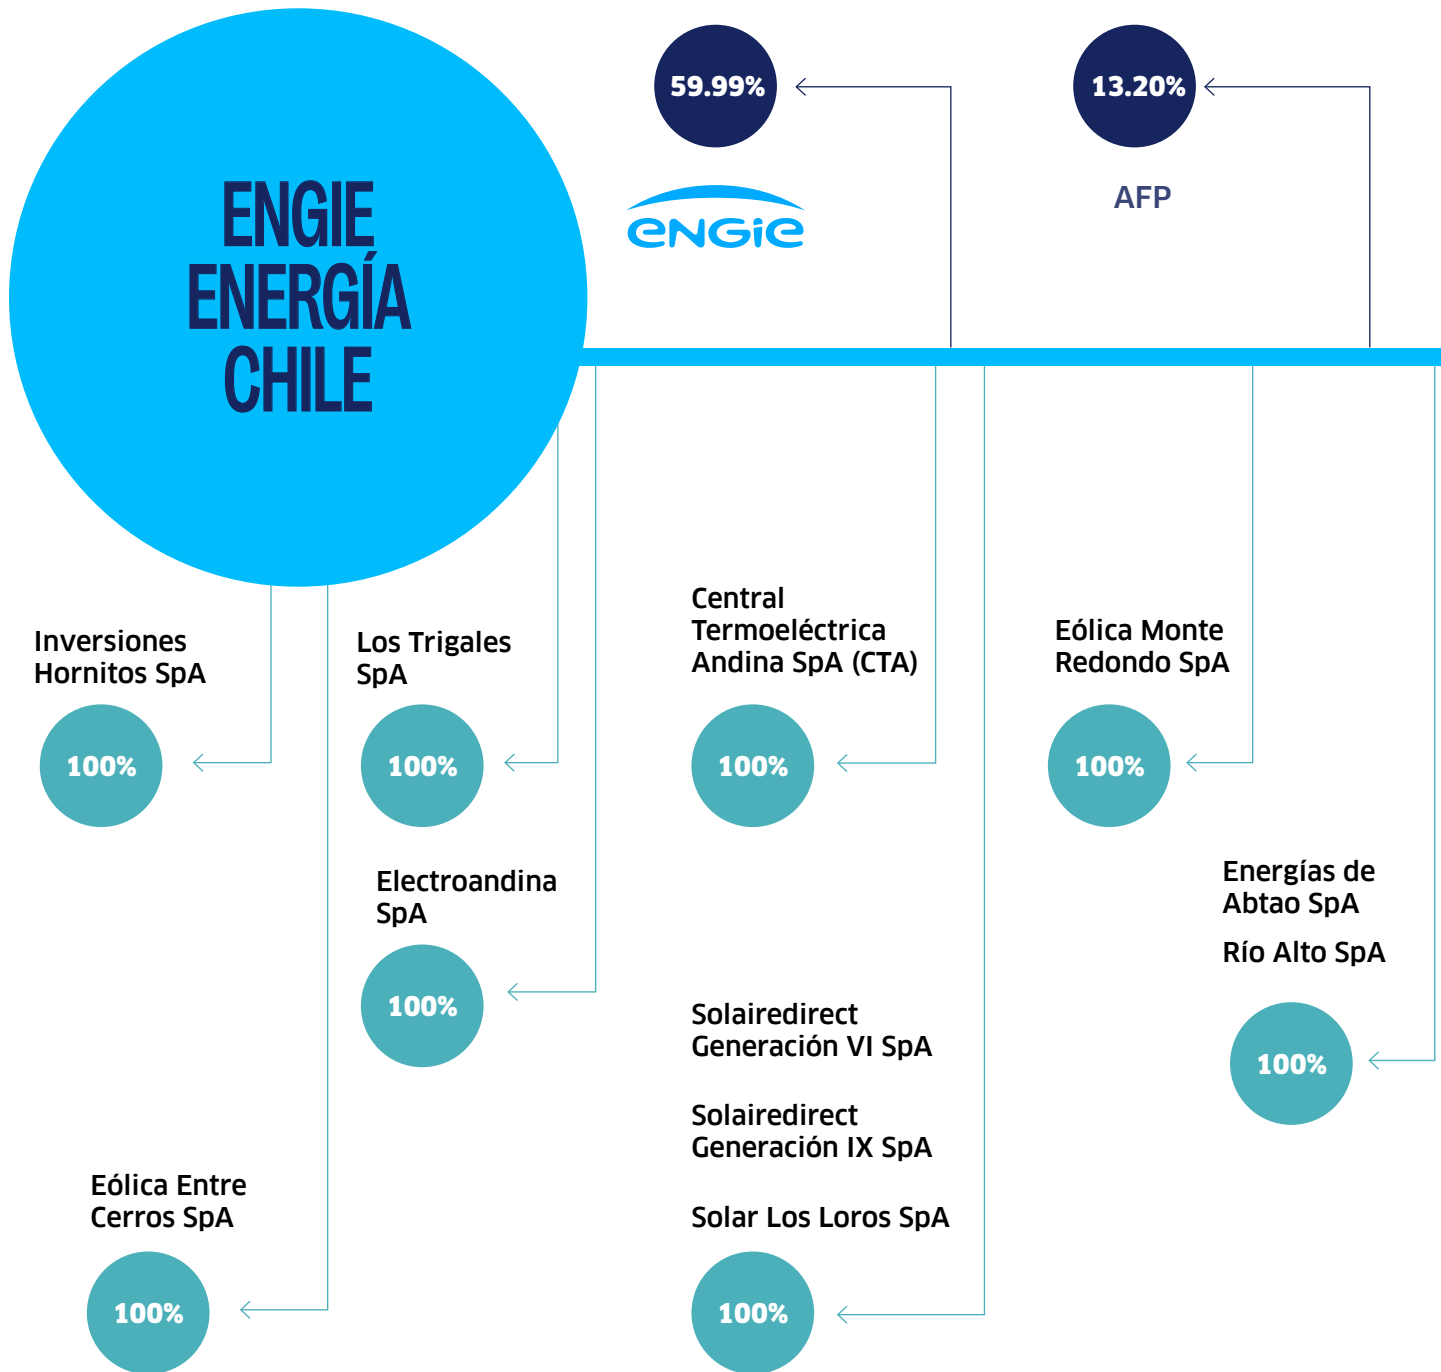 ENGIE
ENERGÍA
CHILE
59.99%
ENGIE
13.20%
AFP
Inversiones
Hornitos SpA
100%
Los Trigales
SpA
100%
Central
Termoeléctrica
Andina SpA (CTA)
100%
Eólica Monte
Redondo SpA
100%
Electroandina
SpA
100%
Energías de
Abtao SpA
Río Alto SpA
100%
Solairedirect
Generación VI SpA
Solairedirect
Generación IX SpA
Solar Los Loros SpA
100%
Eólica Entre
Cerros SpA
100%